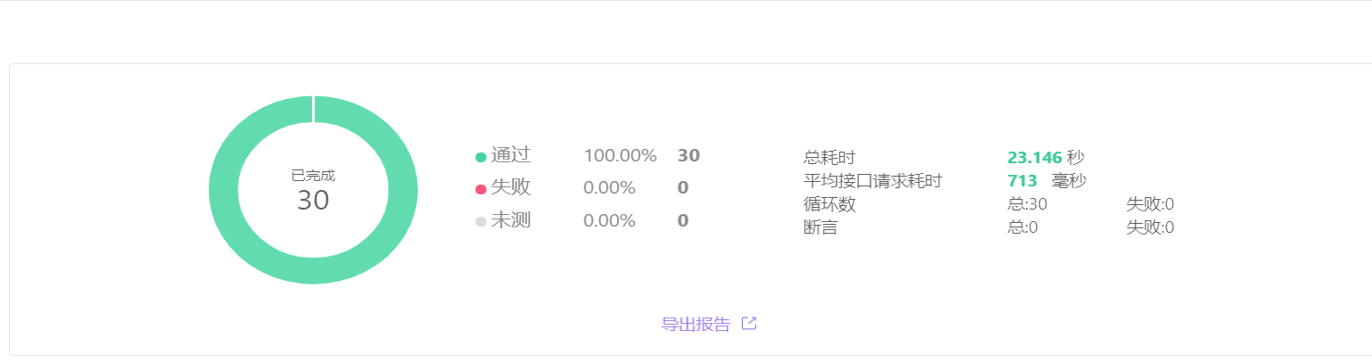 已完成
30
通过 100.00% 30
失败 0.00% 0
未测 0.00% 0
总耗时 23.146 秒
平均接口请求耗时 713 毫秒
循环数 总:30 失败:0
断言 总:0 失败:0
导出报告